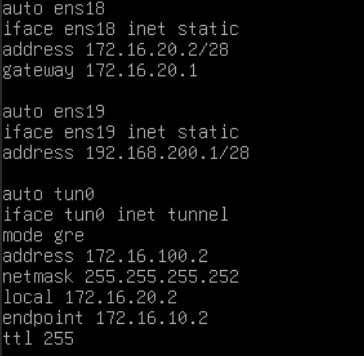 auto ens18
iface ens18 inet static
address 172.16.20.2/28
gateway 172.16.20.1
auto ens19
iface ens19 inet static
address 192.168.200.1/28
auto tun0
iface tun0 inet tunnel
mode gre
address 172.16.100.2
netmask 255.255.255.252
local 172.16.20.2
endpoint 172.16.10.2
ttl 255